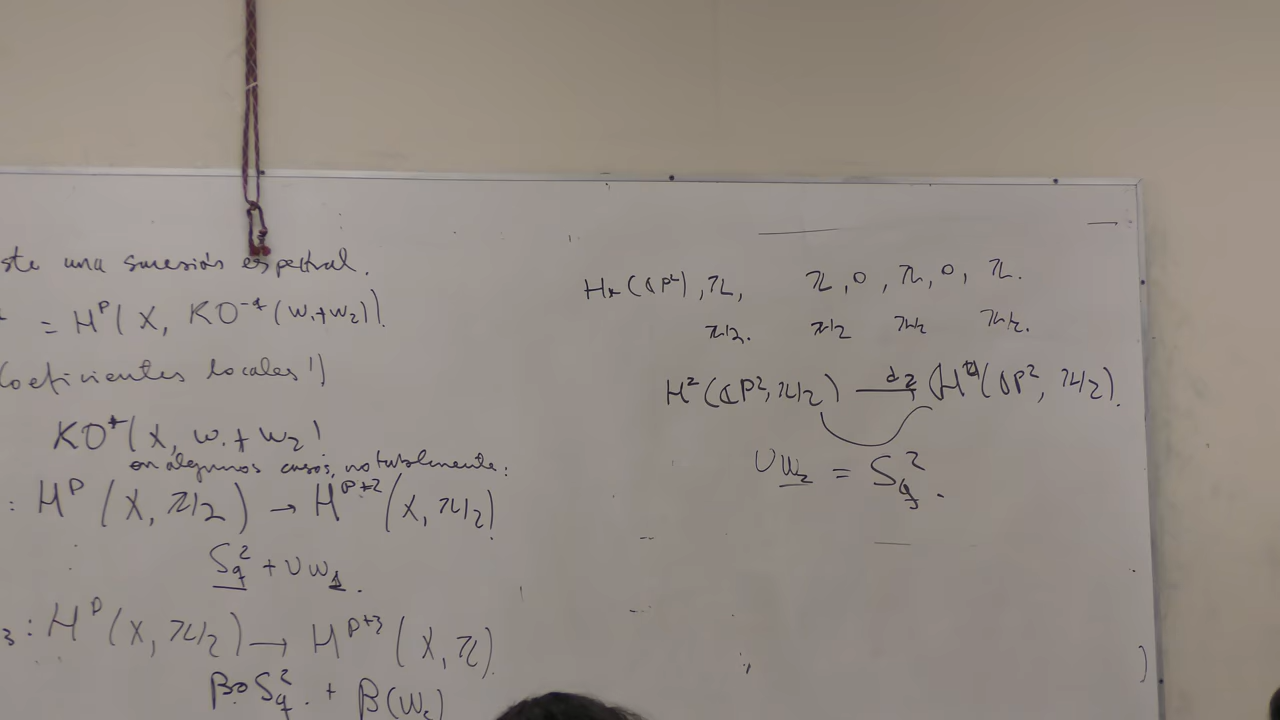 ste una sucesión espectral.
= H^p(X, KO^{-q}(w_1+w_2)).
Coeficientes locales!)
KO^*(X, w_1+w_2)
en algunos casos, notablemente:
: H^p(X, ℤ/2) → H^{p+2}(X, ℤ/2)
Sq^2 + ∪w_1.
3 : H^p(X, ℤ/2) → H^{p+3}(X, ℤ).
β∘Sq^2 + β(w_2)
H_*(ℂP^2), ℤ, ℤ, 0, ℤ, 0, ℤ.
ℤ/2. ℤ/2 ℤ/2 ℤ/2.
H^2(ℂP^2, ℤ/2) —d_2→ H^4(ℂP^2, ℤ/2).
∪w_2 = Sq^2.